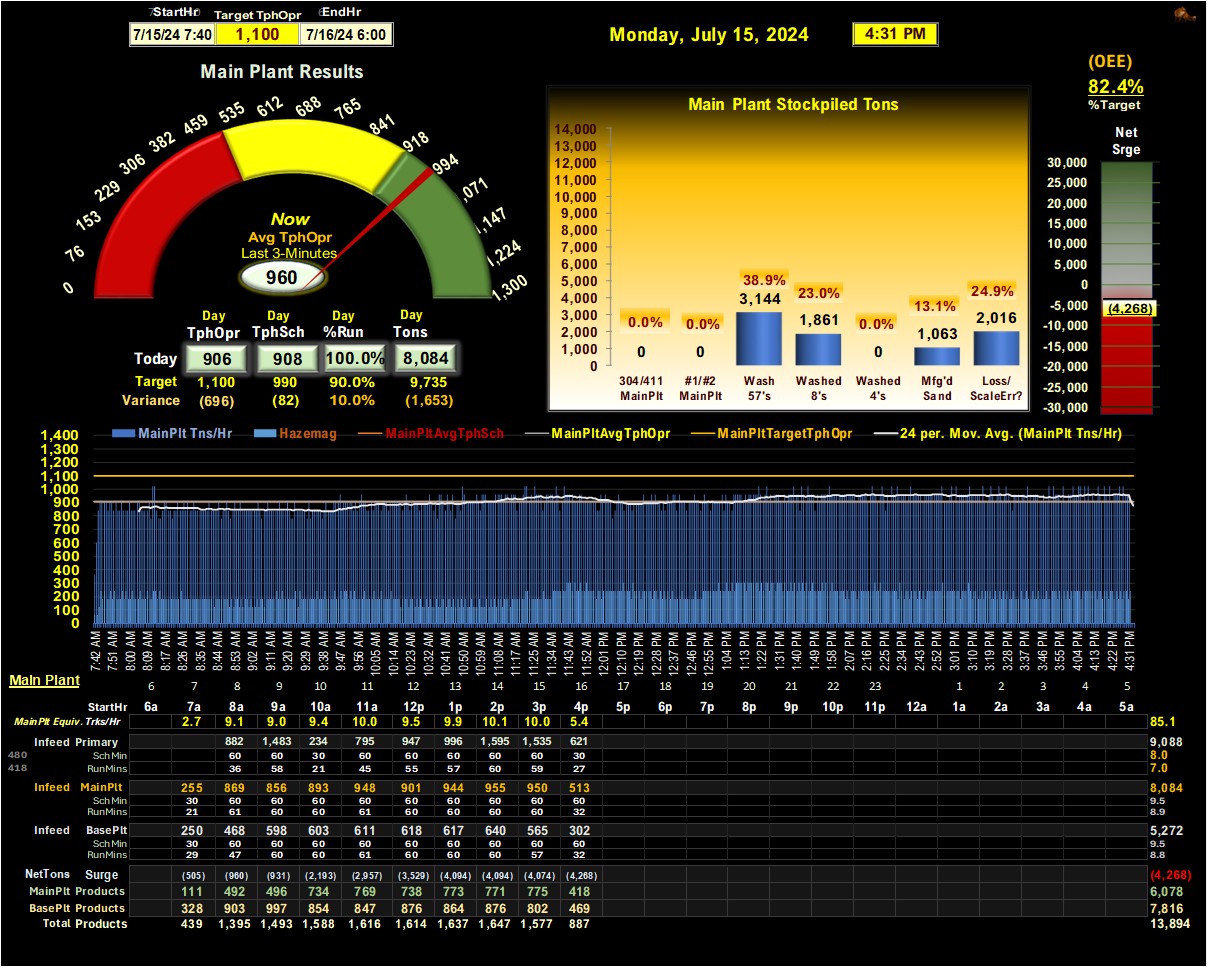 StartHr Target TphOpr EndHr
7/15/24 7:40 1,100 7/16/24 6:00
Monday, July 15, 2024 4:31 PM
(OEE)
82.4%
%Target
Main Plant Results
0 76 153 229 306 382 459 535 612 688 765 841 918 994 ,071 ,147 1,224 1,300
Now
Avg TphOpr
Last 3-Minutes
960
Day Day Day Day
TphOpr TphSch %Run Tons
Today 906 908 100.0% 8,084
Target 1,100 990 90.0% 9,735
Variance (696) (82) 10.0% (1,653)
Main Plant Stockpiled Tons
14,000
13,000
12,000
11,000
10,000
9,000
8,000
7,000
6,000
5,000
4,000
3,000
2,000
1,000
0
0.0% 0.0% 38.9% 23.0% 0.0% 13.1% 24.9%
0 0 3,144 1,861 0 1,063 2,016
304/411 #1/#2 Wash Washed Washed Mfg'd Loss/
MainPlt MainPlt 57's 8's 4's Sand ScaleErr?
Net
Srge
30,000
25,000
20,000
15,000
10,000
5,000
0
-5,000
(4,268)
-10,000
-15,000
-20,000
-25,000
-30,000
MainPlt Tns/Hr Hazemag MainPltAvgTphSch MainPltAvgTphOpr MainPltTargetTphOpr 24 per. Mov. Avg. (MainPlt Tns/Hr)
1,400
1,300
1,200
1,100
1,000
900
800
700
600
500
400
300
200
100
0
7:42 AM 7:51 AM 8:00 AM 8:09 AM 8:17 AM 8:26 AM 8:35 AM 8:44 AM 8:53 AM 9:02 AM 9:11 AM 9:20 AM 9:29 AM 9:38 AM 9:47 AM 9:56 AM 10:05 AM 10:14 AM 10:23 AM 10:32 AM 10:41 AM 10:50 AM 10:59 AM 11:08 AM 11:17 AM 11:25 AM 11:34 AM 11:43 AM 11:52 AM 12:01 PM 12:10 PM 12:19 PM 12:28 PM 12:37 PM 12:46 PM 12:55 PM 1:04 PM 1:13 PM 1:22 PM 1:31 PM 1:40 PM 1:49 PM 1:58 PM 2:07 PM 2:16 PM 2:25 PM 2:34 PM 2:43 PM 2:52 PM 3:01 PM 3:10 PM 3:19 PM 3:28 PM 3:37 PM 3:46 PM 3:55 PM 4:04 PM 4:13 PM 4:22 PM 4:31 PM
Main Plant
6 7 8 9 10 11 12 13 14 15 16 17 18 19 20 21 22 23 1 2 3 4 5
StartHr 6a 7a 8a 9a 10a 11a 12p 1p 2p 3p 4p 5p 6p 7p 8p 9p 10p 11p 12a 1a 2a 3a 4a 5a
MainPlt Equiv. Trks/Hr 2.7 9.1 9.0 9.4 10.0 9.5 9.9 10.1 10.0 5.4 85.1
Infeed Primary 882 1,483 234 795 947 996 1,595 1,535 621 9,088
480 SchMin 60 60 30 60 60 60 60 60 30 8.0
418 RunMins 36 58 21 45 55 57 60 59 27 7.0
Infeed MainPlt 255 869 856 893 948 901 944 955 950 513 8,084
SchMin 30 60 60 60 60 60 60 60 60 60 9.5
RunMins 21 61 60 60 61 60 60 60 60 32 8.9
Infeed BasePlt 250 468 598 603 611 618 617 640 565 302 5,272
SchMin 30 60 60 60 60 60 60 60 60 60 9.5
RunMins 29 47 60 60 61 60 60 60 57 32 8.8
NetTons Surge (505) (960) (931) (2,193) (2,957) (3,529) (4,094) (4,094) (4,074) (4,268) (4,268)
MainPlt Products 111 492 496 734 769 738 773 771 775 418 6,078
BasePlt Products 328 903 997 854 847 876 864 876 802 469 7,816
Total Products 439 1,395 1,493 1,588 1,616 1,614 1,637 1,647 1,577 887 13,894